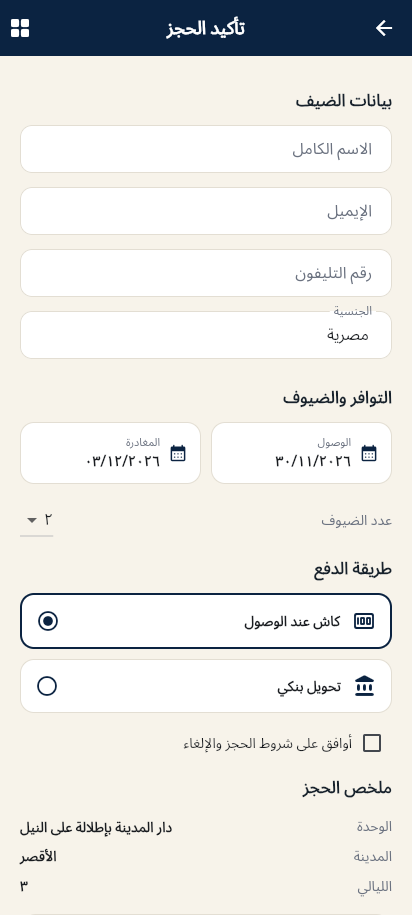 تأكيد الحجز
بيانات الضيف
الاسم الكامل
الإيميل
رقم التليفون
الجنسية
مصرية
التوافر والضيوف
الوصول
٣٠/١١/٢٠٢٦
المغادرة
٠٣/١٢/٢٠٢٦
عدد الضيوف ٢
طريقة الدفع
كاش عند الوصول
تحويل بنكي
أوافق على شروط الحجز والإلغاء
ملخص الحجز
الوحدة دار المدينة بإطلالة على النيل
المدينة الأقصر
الليالي ٣